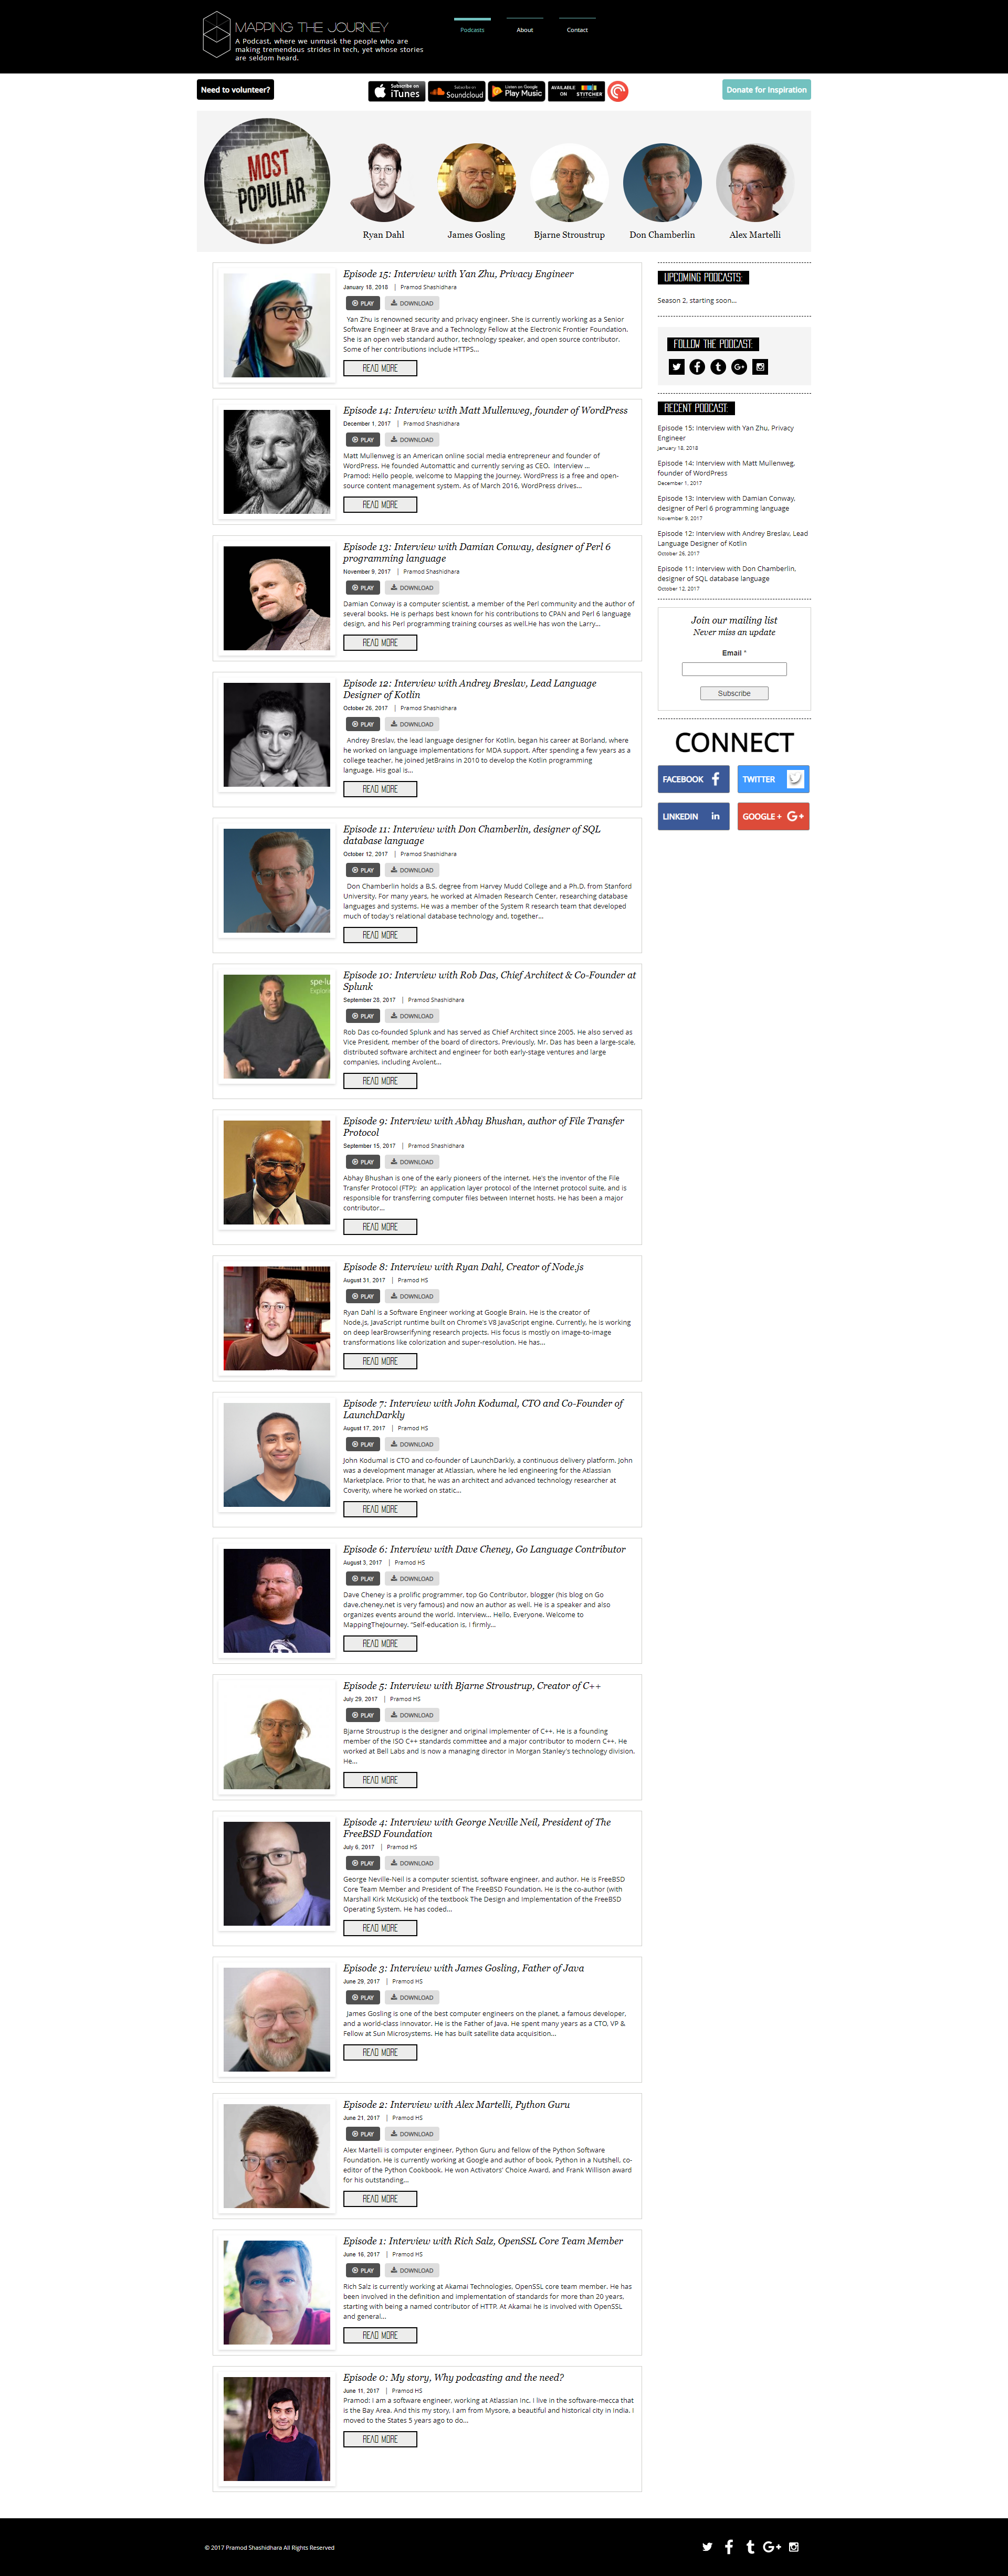 MAPPING THE JOURNEY
A Podcast, where we unmask the people who are
making tremendous strides in tech, yet whose stories
are seldom heard.
Podcasts
About
Contact
Need to volunteer?
Subscribe on
iTunes
Subscribe on
Soundcloud
Listen on Google
Play Music
AVAILABLE
ON
STITCHER
Donate for Inspiration
MOST
POPULAR
Ryan Dahl
James Gosling
Bjarne Stroustrup
Don Chamberlin
Alex Martelli
Episode 15: Interview with Yan Zhu, Privacy Engineer
January 18, 2018 | Pramod Shashidhara
PLAY DOWNLOAD
Yan Zhu is renowned security and privacy engineer. She is currently working as a Senior
Software Engineer at Brave and a Technology Fellow at the Electronic Frontier Foundation.
She is an open web standard author, technology speaker, and open source contributor.
Some of her contributions include HTTPS...
READ MORE
Episode 14: Interview with Matt Mullenweg, founder of WordPress
December 1, 2017 | Pramod Shashidhara
PLAY DOWNLOAD
Matt Mullenweg is an American online social media entrepreneur and founder of
WordPress. He founded Automattic and currently serving as CEO. Interview ...
Pramod: Hello people, welcome to Mapping the Journey. WordPress is a free and open-
source content management system. As of March 2016, WordPress drives...
READ MORE
Episode 13: Interview with Damian Conway, designer of Perl 6
programming language
November 9, 2017 | Pramod Shashidhara
PLAY DOWNLOAD
Damian Conway is a computer scientist, a member of the Perl community and the author of
several books. He is perhaps best known for his contributions to CPAN and Perl 6 language
design, and his Perl programming training courses as well.He has won the Larry...
READ MORE
Episode 12: Interview with Andrey Breslav, Lead Language
Designer of Kotlin
October 26, 2017 | Pramod Shashidhara
PLAY DOWNLOAD
Andrey Breslav, the lead language designer for Kotlin, began his career at Borland, where
he worked on language implementations for MDA support. After spending a few years as a
college teacher, he joined JetBrains in 2010 to develop the Kotlin programming
language. His goal is...
READ MORE
Episode 11: Interview with Don Chamberlin, designer of SQL
database language
October 12, 2017 | Pramod Shashidhara
PLAY DOWNLOAD
Don Chamberlin holds a B.S. degree from Harvey Mudd College and a Ph.D. from Stanford
University. For many years, he worked at Almaden Research Center, researching database
languages and systems. He was a member of the System R research team that developed
much of today's relational database technology and, together...
READ MORE
spe-lu
Explori
Episode 10: Interview with Rob Das, Chief Architect & Co-Founder at
Splunk
September 28, 2017 | Pramod Shashidhara
PLAY DOWNLOAD
Rob Das co-founded Splunk and has served as Chief Architect since 2005. He also served as
Vice President, member of the board of directors. Previously, Mr. Das has been a large-scale,
distributed software architect and engineer for both early-stage ventures and large
companies, including Avolent...
READ MORE
Episode 9: Interview with Abhay Bhushan, author of File Transfer
Protocol
September 15, 2017 | Pramod Shashidhara
PLAY DOWNLOAD
Abhay Bhushan is one of the early pioneers of the internet. He's the inventor of the File
Transfer Protocol (FTP); an application layer protocol of the Internet protocol suite, and is
responsible for transferring computer files between Internet hosts. He has been a major
contributor...
READ MORE
Episode 8: Interview with Ryan Dahl, Creator of Node.js
August 31, 2017 | Pramod HS
PLAY DOWNLOAD
Ryan Dahl is a Software Engineer working at Google Brain. He is the creator of
Node.js, JavaScript runtime built on Chrome's V8 JavaScript engine. Currently, he is working
on deep learBrowserifying research projects. His focus is mostly on image-to-image
transformations like colorization and super-resolution. He has...
READ MORE
Episode 7: Interview with John Kodumal, CTO and Co-Founder of
LaunchDarkly
August 17, 2017 | Pramod HS
PLAY DOWNLOAD
John Kodumal is CTO and co-founder of LaunchDarkly, a continuous delivery platform. John
was a development manager at Atlassian, where he led engineering for the Atlassian
Marketplace. Prior to that, he was an architect and advanced technology researcher at
Coverity, where he worked on static...
READ MORE
Episode 6: Interview with Dave Cheney, Go Language Contributor
August 3, 2017 | Pramod HS
PLAY DOWNLOAD
Dave Cheney is a prolific programmer, top Go Contributor, blogger (his blog on Go
dave.cheney.net is very famous) and now an author as well. He is a speaker and also
organizes events around the world. Interview... Hello, Everyone. Welcome to
MappingTheJourney. "Self-education is, I firmly...
READ MORE
Episode 5: Interview with Bjarne Stroustrup, Creator of C++
July 29, 2017 | Pramod HS
PLAY DOWNLOAD
Bjarne Stroustrup is the designer and original implementer of C++. He is a founding
member of the ISO C++ standards committee and a major contributor to modern C++. He
worked at Bell Labs and is now a managing director in Morgan Stanley's technology division.
He...
READ MORE
Episode 4: Interview with George Neville Neil, President of The
FreeBSD Foundation
July 6, 2017 | Pramod HS
PLAY DOWNLOAD
George Neville-Neil is a computer scientist, software engineer, and author. He is FreeBSD
Core Team Member and President of The FreeBSD Foundation. He is the co-author (with
Marshall Kirk McKusick) of the textbook The Design and Implementation of the FreeBSD
Operating System. He has coded...
READ MORE
Episode 3: Interview with James Gosling, Father of Java
June 29, 2017 | Pramod HS
PLAY DOWNLOAD
James Gosling is one of the best computer engineers on the planet, a famous developer,
and a world-class innovator. He is the Father of Java. He spent many years as a CTO, VP &
Fellow at Sun Microsystems. He has built satellite data acquisition...
READ MORE
Episode 2: Interview with Alex Martelli, Python Guru
June 21, 2017 | Pramod HS
PLAY DOWNLOAD
Alex Martelli is computer engineer, Python Guru and fellow of the Python Software
Foundation. He is currently working at Google and author of book, Python in a Nutshell, co-
editor of the Python Cookbook. He won Activators' Choice Award, and Frank Willison award
for his outstanding...
READ MORE
Episode 1: Interview with Rich Salz, OpenSSL Core Team Member
June 16, 2017 | Pramod HS
PLAY DOWNLOAD
Rich Salz is currently working at Akamai Technologies, OpenSSL core team member. He has
been involved in the definition and implementation of standards for more than 20 years,
starting with being a named contributor of HTTP. At Akamai he is involved with OpenSSL
and general...
READ MORE
Episode 0: My story, Why podcasting and the need?
June 11, 2017 | Pramod HS
Pramod: I am a software engineer, working at Atlassian Inc. I live in the software-mecca that
is the Bay Area. And this my story, I am from Mysore, a beautiful and historical city in India. I
moved to the States 5 years ago to do...
READ MORE
UPCOMING PODCASTS:
Season 2, starting soon...
FOLLOW THE PODCAST:
RECENT PODCAST:
Episode 15: Interview with Yan Zhu, Privacy
Engineer
January 18, 2018
Episode 14: Interview with Matt Mullenweg,
founder of WordPress
December 1, 2017
Episode 13: Interview with Damian Conway,
designer of Perl 6 programming language
November 9, 2017
Episode 12: Interview with Andrey Breslav, Lead
Language Designer of Kotlin
October 26, 2017
Episode 11: Interview with Don Chamberlin,
designer of SQL database language
October 12, 2017
Join our mailing list
Never miss an update
Email *
Subscribe
CONNECT
FACEBOOK
TWITTER
LINKEDIN in
GOOGLE + G+
© 2017 Pramod Shashidhara All Rights Reserved